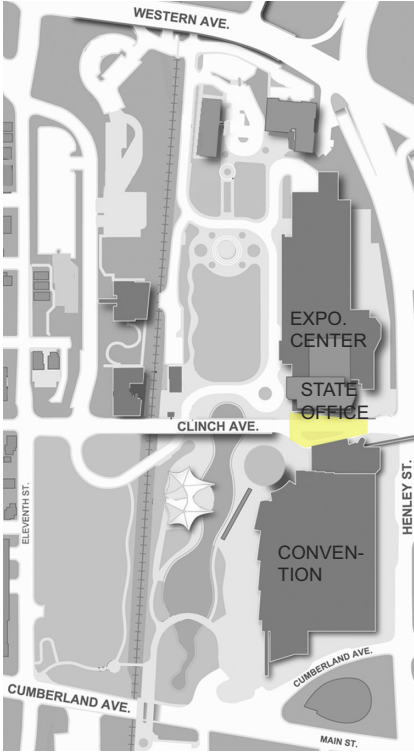 WESTERN AVE.
EXPO.
CENTER
STATE
OFFICE
CLINCH AVE.
ELEVENTH ST.
HENLEY ST.
CONVEN-
TION
CUMBERLAND AVE.
CUMBERLAND AVE.
MAIN ST.